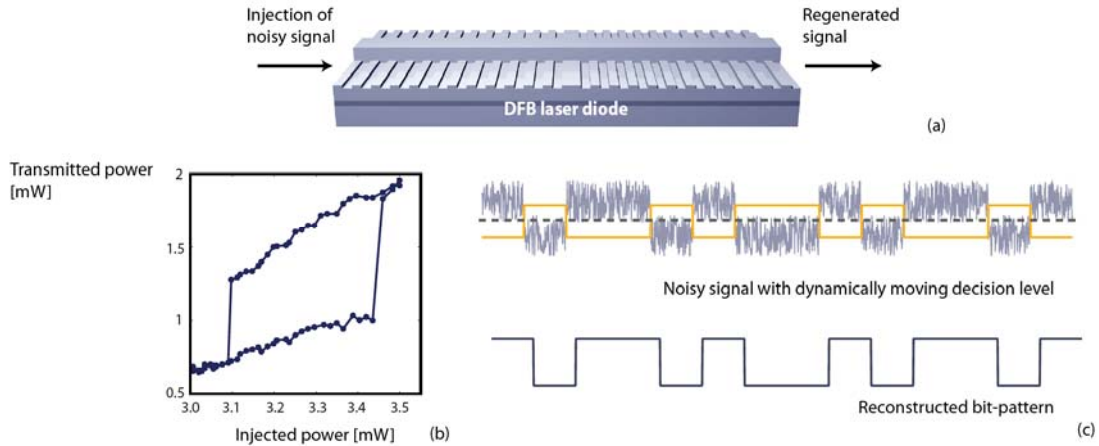 Injection of
noisy signal
Regenerated
signal
DFB laser diode
(a)
Transmitted power
[mW]
2
1.5
1
0.5
3.0
3.1
3.2
3.3
3.4
3.5
Injected power [mW]
(b)
Noisy signal with dynamically moving decision level
Reconstructed bit-pattern
(c)